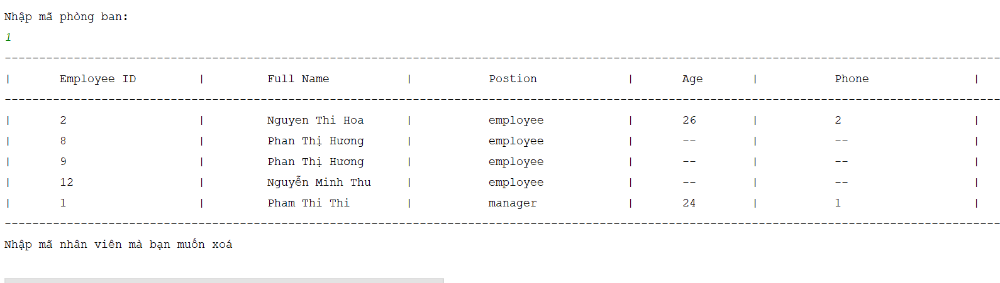 Nhập mã phòng ban:
1
--------------------------------------------------------------------------------------------------------------------------------------------------
| Employee ID | Full Name | Postion | Age | Phone |
--------------------------------------------------------------------------------------------------------------------------------------------------
| 2 | Nguyen Thi Hoa | employee | 26 | 2 |
| 8 | Phan Thị Hương | employee | -- | -- |
| 9 | Phan Thị Hương | employee | -- | -- |
| 12 | Nguyễn Minh Thu | employee | -- | -- |
| 1 | Pham Thi Thi | manager | 24 | 1 |
--------------------------------------------------------------------------------------------------------------------------------------------------
Nhập mã nhân viên mà bạn muốn xoá